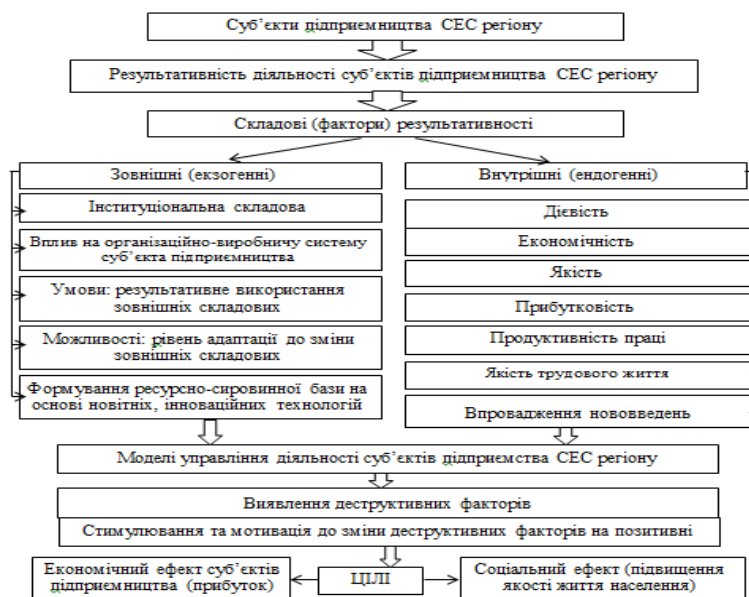 Суб’єкти підприємництва СЕС регіону
Результативність діяльності суб’єктів підприємництва СЕС регіону
Складові (фактори) результативності
Зовнішні (екзогенні)
Інституціональна складова
Вплив на організаційно-виробничу систему
суб’єкта підприємництва
Умови: результативне використання
зовнішніх складових
Можливості: рівень адаптації до зміни
зовнішніх складових
Формування ресурсно-сировинної бази на
основі новітніх, інноваційних технологій
Внутрішні (ендогенні)
Дієвість
Економічність
Якість
Прибутковість
Продуктивність праці
Якість трудового життя
Впровадження нововведень
Моделі управління діяльності суб’єктів підприємства СЕС регіону
Виявлення деструктивних факторів
Стимулювання та мотивація до зміни деструктивних факторів на позитивні
Економічний ефект суб’єктів
підприємництва (прибуток)
ЦІЛІ
Соціальний ефект (підвищення
якості життя населення)